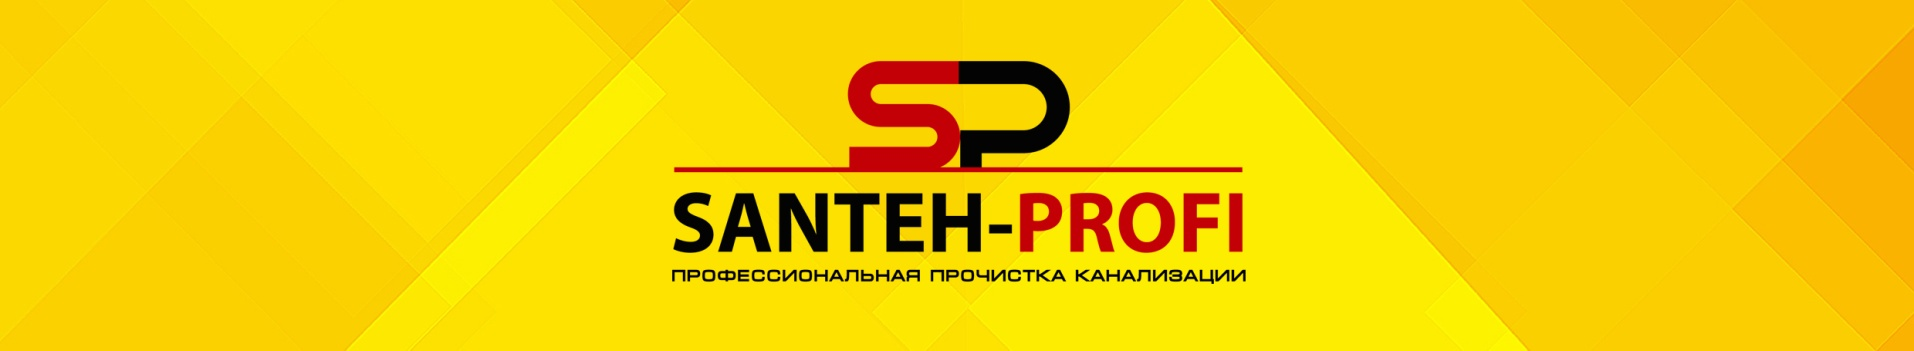 SP
SANTEH-PROFI
ПРОФЕССИОНАЛЬНАЯ ПРОЧИСТКА КАНАЛИЗАЦИИ